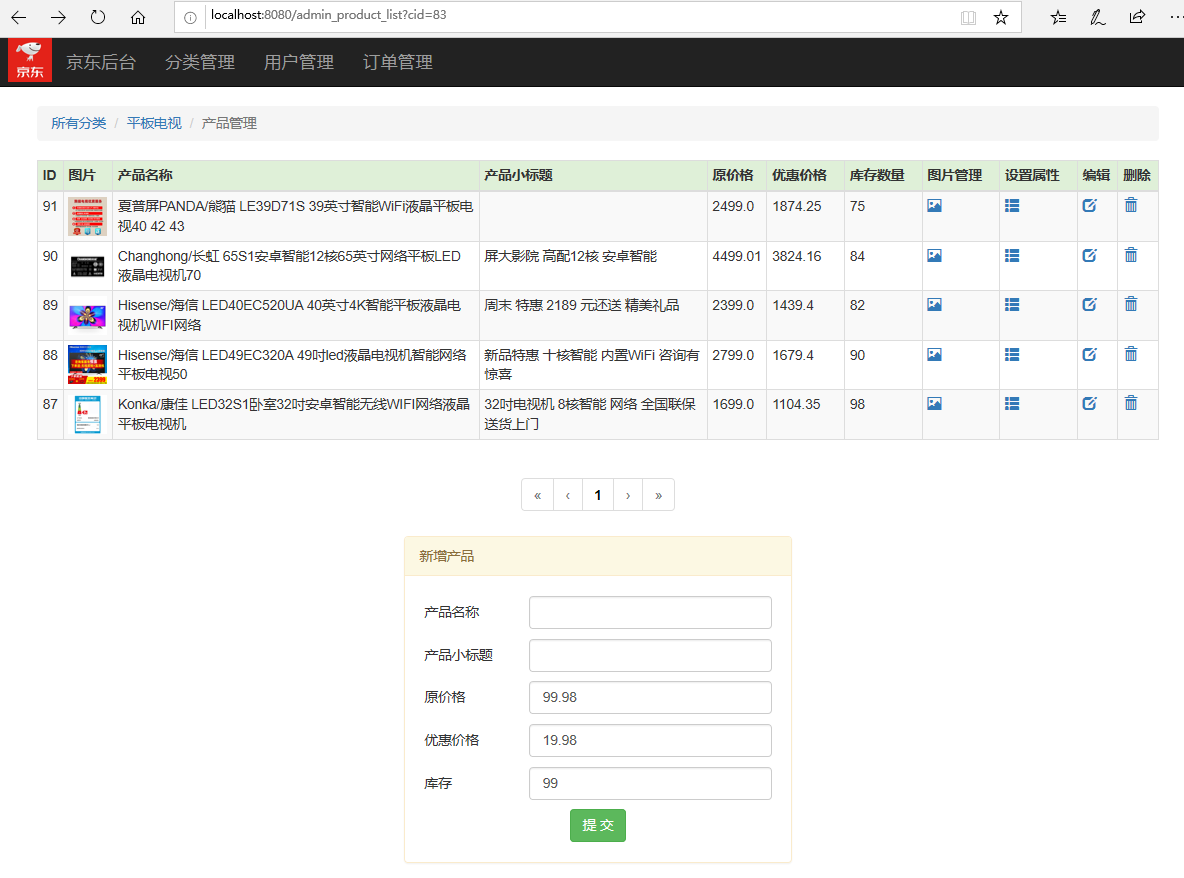 localhost:8080/admin_product_list?cid=83
京东
京东后台 分类管理 用户管理 订单管理
所有分类 / 平板电视 / 产品管理
ID 图片 产品名称 产品小标题 原价格 优惠价格 库存数量 图片管理 设置属性 编辑 删除
91 夏普屏PANDA/熊猫 LE39D71S 39英寸智能WiFi液晶平板电 2499.0 1874.25 75
视40 42 43
90 Changhong/长虹 65S1安卓智能12核65英寸网络平板LED 屏大影院 高配12核 安卓智能 4499.01 3824.16 84
液晶电视机70
89 Hisense/海信 LED40EC520UA 40英寸4K智能平板液晶电 周末 特惠 2189 元还送 精美礼品 2399.0 1439.4 82
视机WIFI网络
88 Hisense/海信 LED49EC320A 49吋led液晶电视机智能网络 新品特惠 十核智能 内置WiFi 咨询有 2799.0 1679.4 90
平板电视50 惊喜
87 Konka/康佳 LED32S1卧室32吋安卓智能无线WIFI网络液晶 32吋电视机 8核智能 网络 全国联保 1699.0 1104.35 98
平板电视机 送货上门
« ‹ 1 › »
新增产品
产品名称
产品小标题
原价格 99.98
优惠价格 19.98
库存 99
提 交